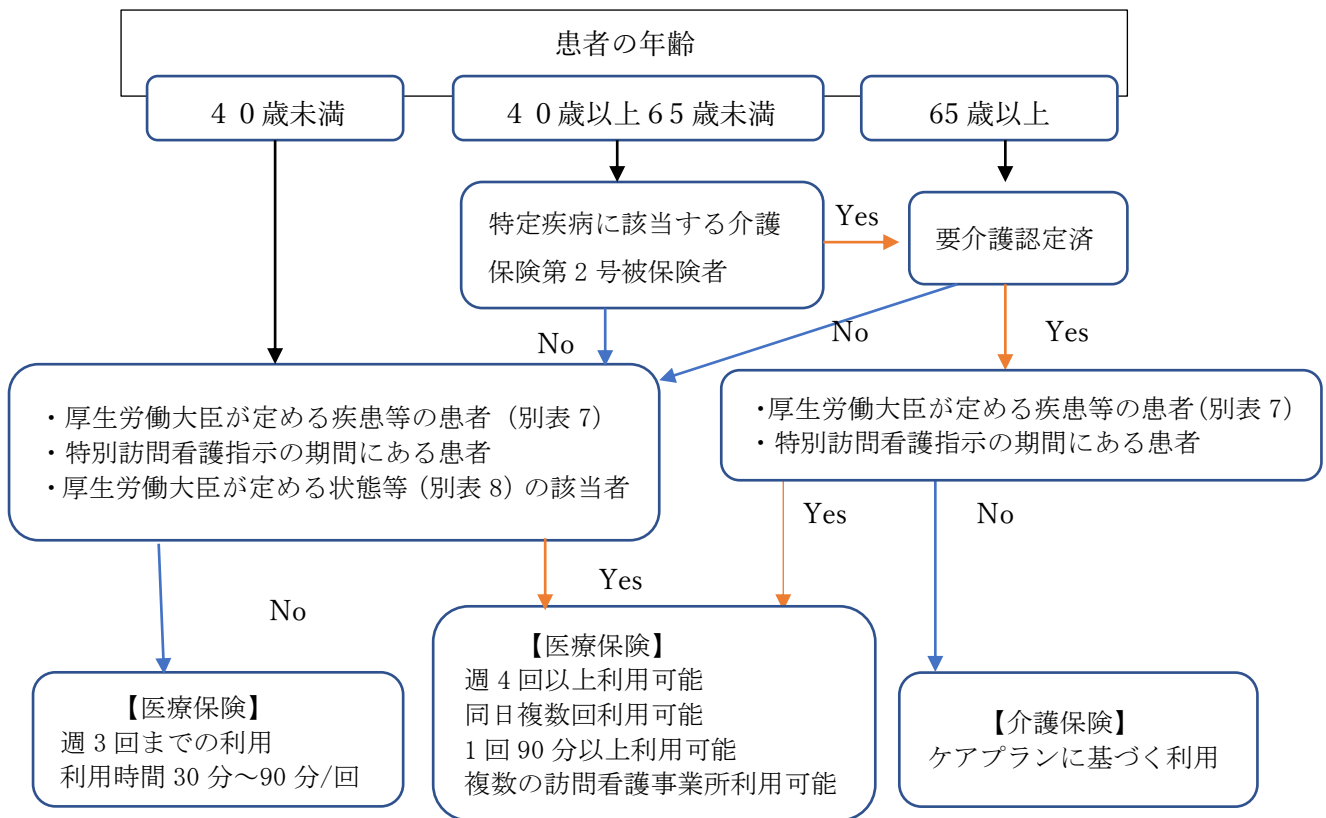 患者の年齢
４０歳未満
４０歳以上６５歳未満
65歳以上
特定疾病に該当する介護
保険第2号被保険者
Yes
要介護認定済
No
No
Yes
・厚生労働大臣が定める疾患等の患者（別表7）
・特別訪問看護指示の期間にある患者
・厚生労働大臣が定める状態等（別表8）の該当者
・厚生労働大臣が定める疾患等の患者（別表7）
・特別訪問看護指示の期間にある患者
No
Yes
Yes
No
【医療保険】
週3回までの利用
利用時間30分～90分/回
【医療保険】
週4回以上利用可能
同日複数回利用可能
1回90分以上利用可能
複数の訪問看護事業所利用可能
【介護保険】
ケアプランに基づく利用